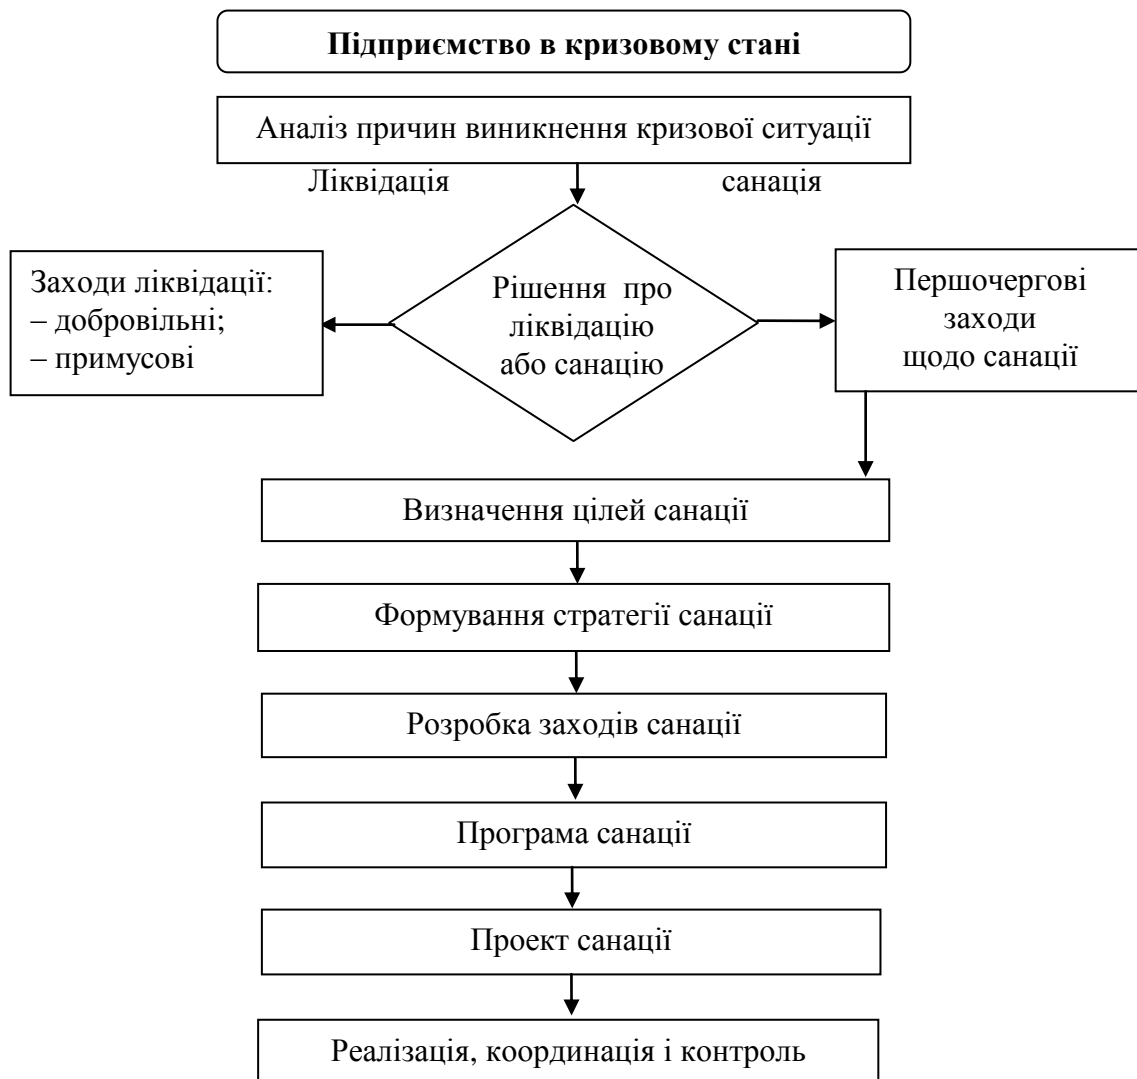 Підприємство в кризовому стані
Аналіз причин виникнення кризової ситуації
Ліквідація
санація
Заходи ліквідації:
– добровільні;
– примусові
Рішення про
ліквідацію
або санацію
Першочергові
заходи
щодо санації
Визначення цілей санації
Формування стратегії санації
Розробка заходів санації
Програма санації
Проект санації
Реалізація, координація і контроль